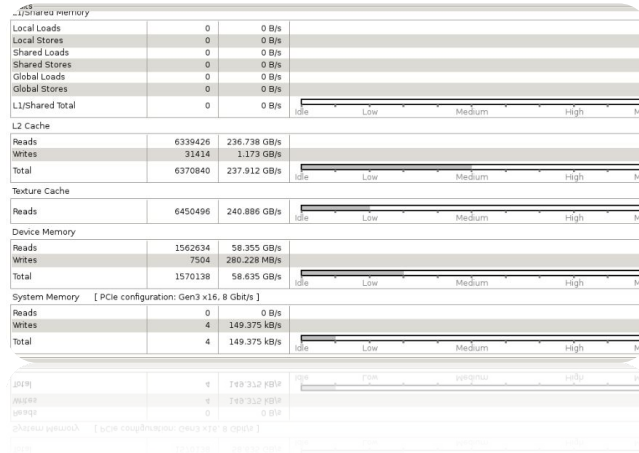 L1/Shared Memory
Local Loads 0 0 B/s
Local Stores 0 0 B/s
Shared Loads 0 0 B/s
Shared Stores 0 0 B/s
Global Loads 0 0 B/s
Global Stores 0 0 B/s
L1/Shared Total 0 0 B/s
Idle Low Medium High M
L2 Cache
Reads 6339426 236.738 GB/s
Writes 31414 1.173 GB/s
Total 6370840 237.912 GB/s
Idle Low Medium High M
Texture Cache
Reads 6450496 240.886 GB/s
Idle Low Medium High M
Device Memory
Reads 1562634 58.355 GB/s
Writes 7504 280.228 MB/s
Total 1570138 58.635 GB/s
Idle Low Medium High M
System Memory [ PCIe configuration: Gen3 x16, 8 Gbit/s ]
Reads 0 0 B/s
Writes 4 149.375 kB/s
Total 4 149.375 kB/s
Idle Low Medium High M